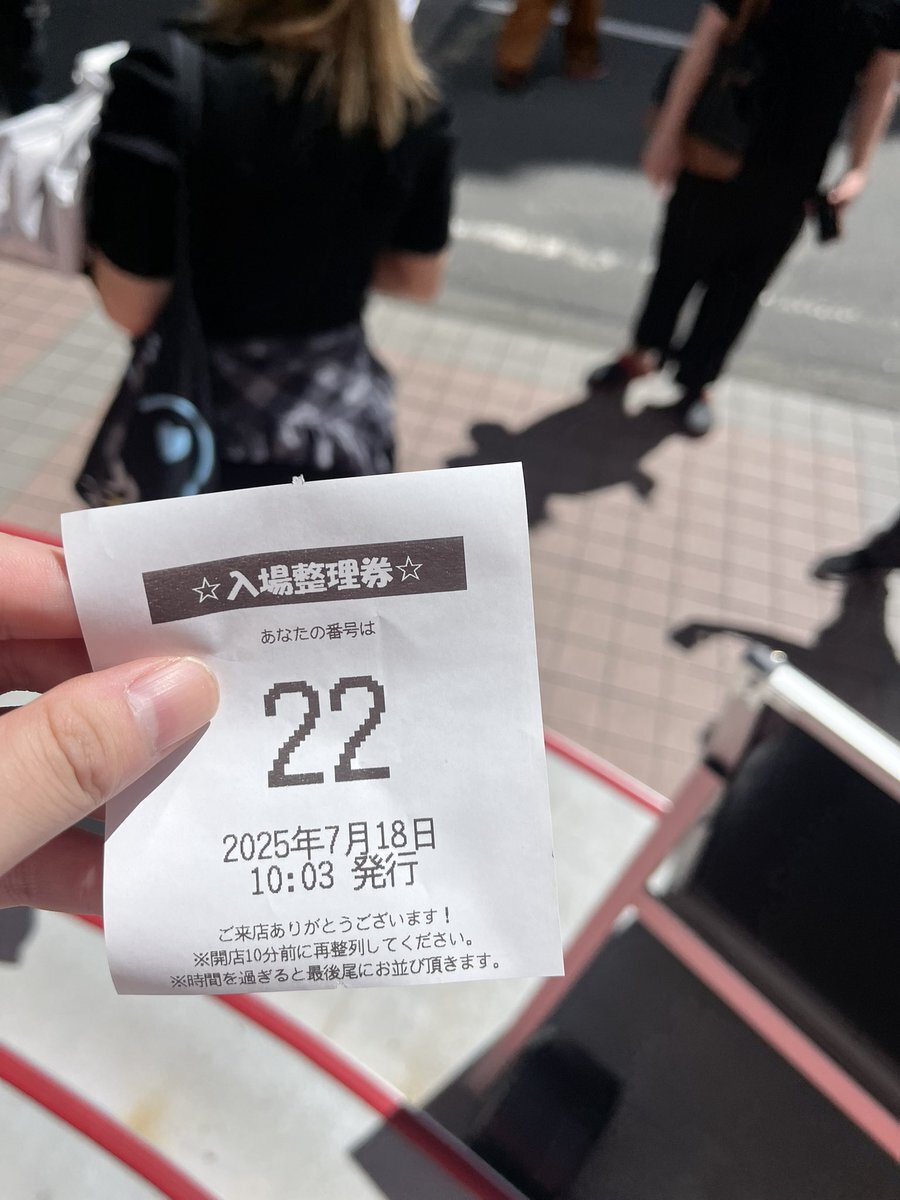 ☆入場整理券☆
あなたの番号は
22
2025年7月18日
10:03 発行
ご来店ありがとうございます！
※開店10分前に再整列してください。
※時間を過ぎると最後尾にお並び頂きます。